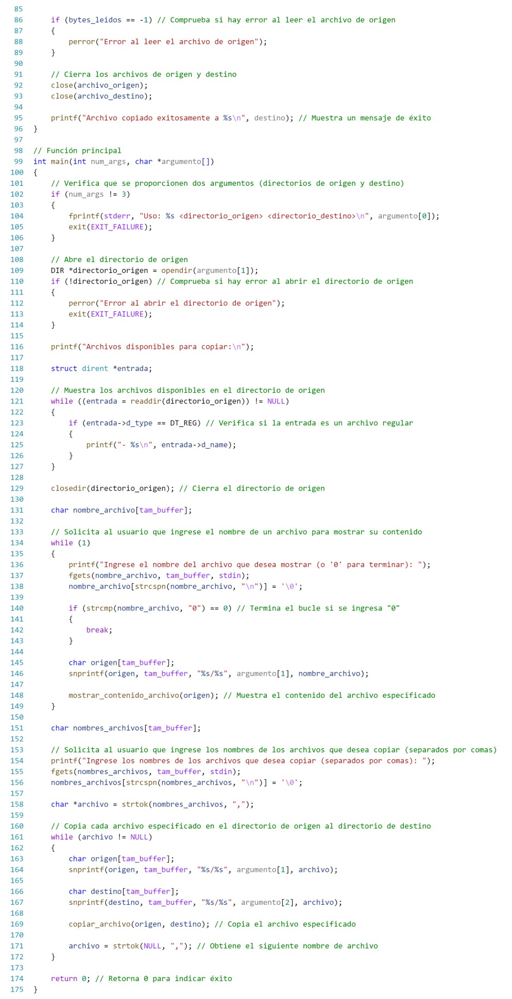 85
86 if (bytes_leidos == -1) // Comprueba si hay error al leer el archivo de origen
87 {
88 perror("Error al leer el archivo de origen");
89 }
90
91 // Cierra los archivos de origen y destino
92 close(archivo_origen);
93 close(archivo_destino);
94
95 printf("Archivo copiado exitosamente a %s\n", destino); // Muestra un mensaje de éxito
96 }
97
98 // Función principal
99 int main(int num_args, char *argumento[])
100 {
101 // Verifica que se proporcionen dos argumentos (directorios de origen y destino)
102 if (num_args != 3)
103 {
104 fprintf(stderr, "Uso: %s <directorio_origen> <directorio_destino>\n", argumento[0]);
105 exit(EXIT_FAILURE);
106 }
107
108 // Abre el directorio de origen
109 DIR *directorio_origen = opendir(argumento[1]);
110 if (!directorio_origen) // Comprueba si hay error al abrir el directorio de origen
111 {
112 perror("Error al abrir el directorio de origen");
113 exit(EXIT_FAILURE);
114 }
115
116 printf("Archivos disponibles para copiar:\n");
117
118 struct dirent *entrada;
119
120 // Muestra los archivos disponibles en el directorio de origen
121 while ((entrada = readdir(directorio_origen)) != NULL)
122 {
123 if (entrada->d_type == DT_REG) // Verifica si la entrada es un archivo regular
124 {
125 printf("- %s\n", entrada->d_name);
126 }
127 }
128
129 closedir(directorio_origen); // Cierra el directorio de origen
130
131 char nombre_archivo[tam_buffer];
132
133 // Solicita al usuario que ingrese el nombre de un archivo para mostrar su contenido
134 while (1)
135 {
136 printf("Ingrese el nombre del archivo que desea mostrar (o '0' para terminar): ");
137 fgets(nombre_archivo, tam_buffer, stdin);
138 nombre_archivo[strcspn(nombre_archivo, "\n")] = '\0';
139
140 if (strcmp(nombre_archivo, "0") == 0) // Termina el bucle si se ingresa "0"
141 {
142 break;
143 }
144
145 char origen[tam_buffer];
146 snprintf(origen, tam_buffer, "%s/%s", argumento[1], nombre_archivo);
147
148 mostrar_contenido_archivo(origen); // Muestra el contenido del archivo especificado
149 }
150
151 char nombres_archivos[tam_buffer];
152
153 // Solicita al usuario que ingrese los nombres de los archivos que desea copiar (separados por comas)
154 printf("Ingrese los nombres de los archivos que desea copiar (separados por comas): ");
155 fgets(nombres_archivos, tam_buffer, stdin);
156 nombres_archivos[strcspn(nombres_archivos, "\n")] = '\0';
157
158 char *archivo = strtok(nombres_archivos, ",");
159
160 // Copia cada archivo especificado en el directorio de origen al directorio de destino
161 while (archivo != NULL)
162 {
163 char origen[tam_buffer];
164 snprintf(origen, tam_buffer, "%s/%s", argumento[1], archivo);
165
166 char destino[tam_buffer];
167 snprintf(destino, tam_buffer, "%s/%s", argumento[2], archivo);
168
169 copiar_archivo(origen, destino); // Copia el archivo especificado
170
171 archivo = strtok(NULL, ","); // Obtiene el siguiente nombre de archivo
172 }
173
174 return 0; // Retorna 0 para indicar éxito
175 }